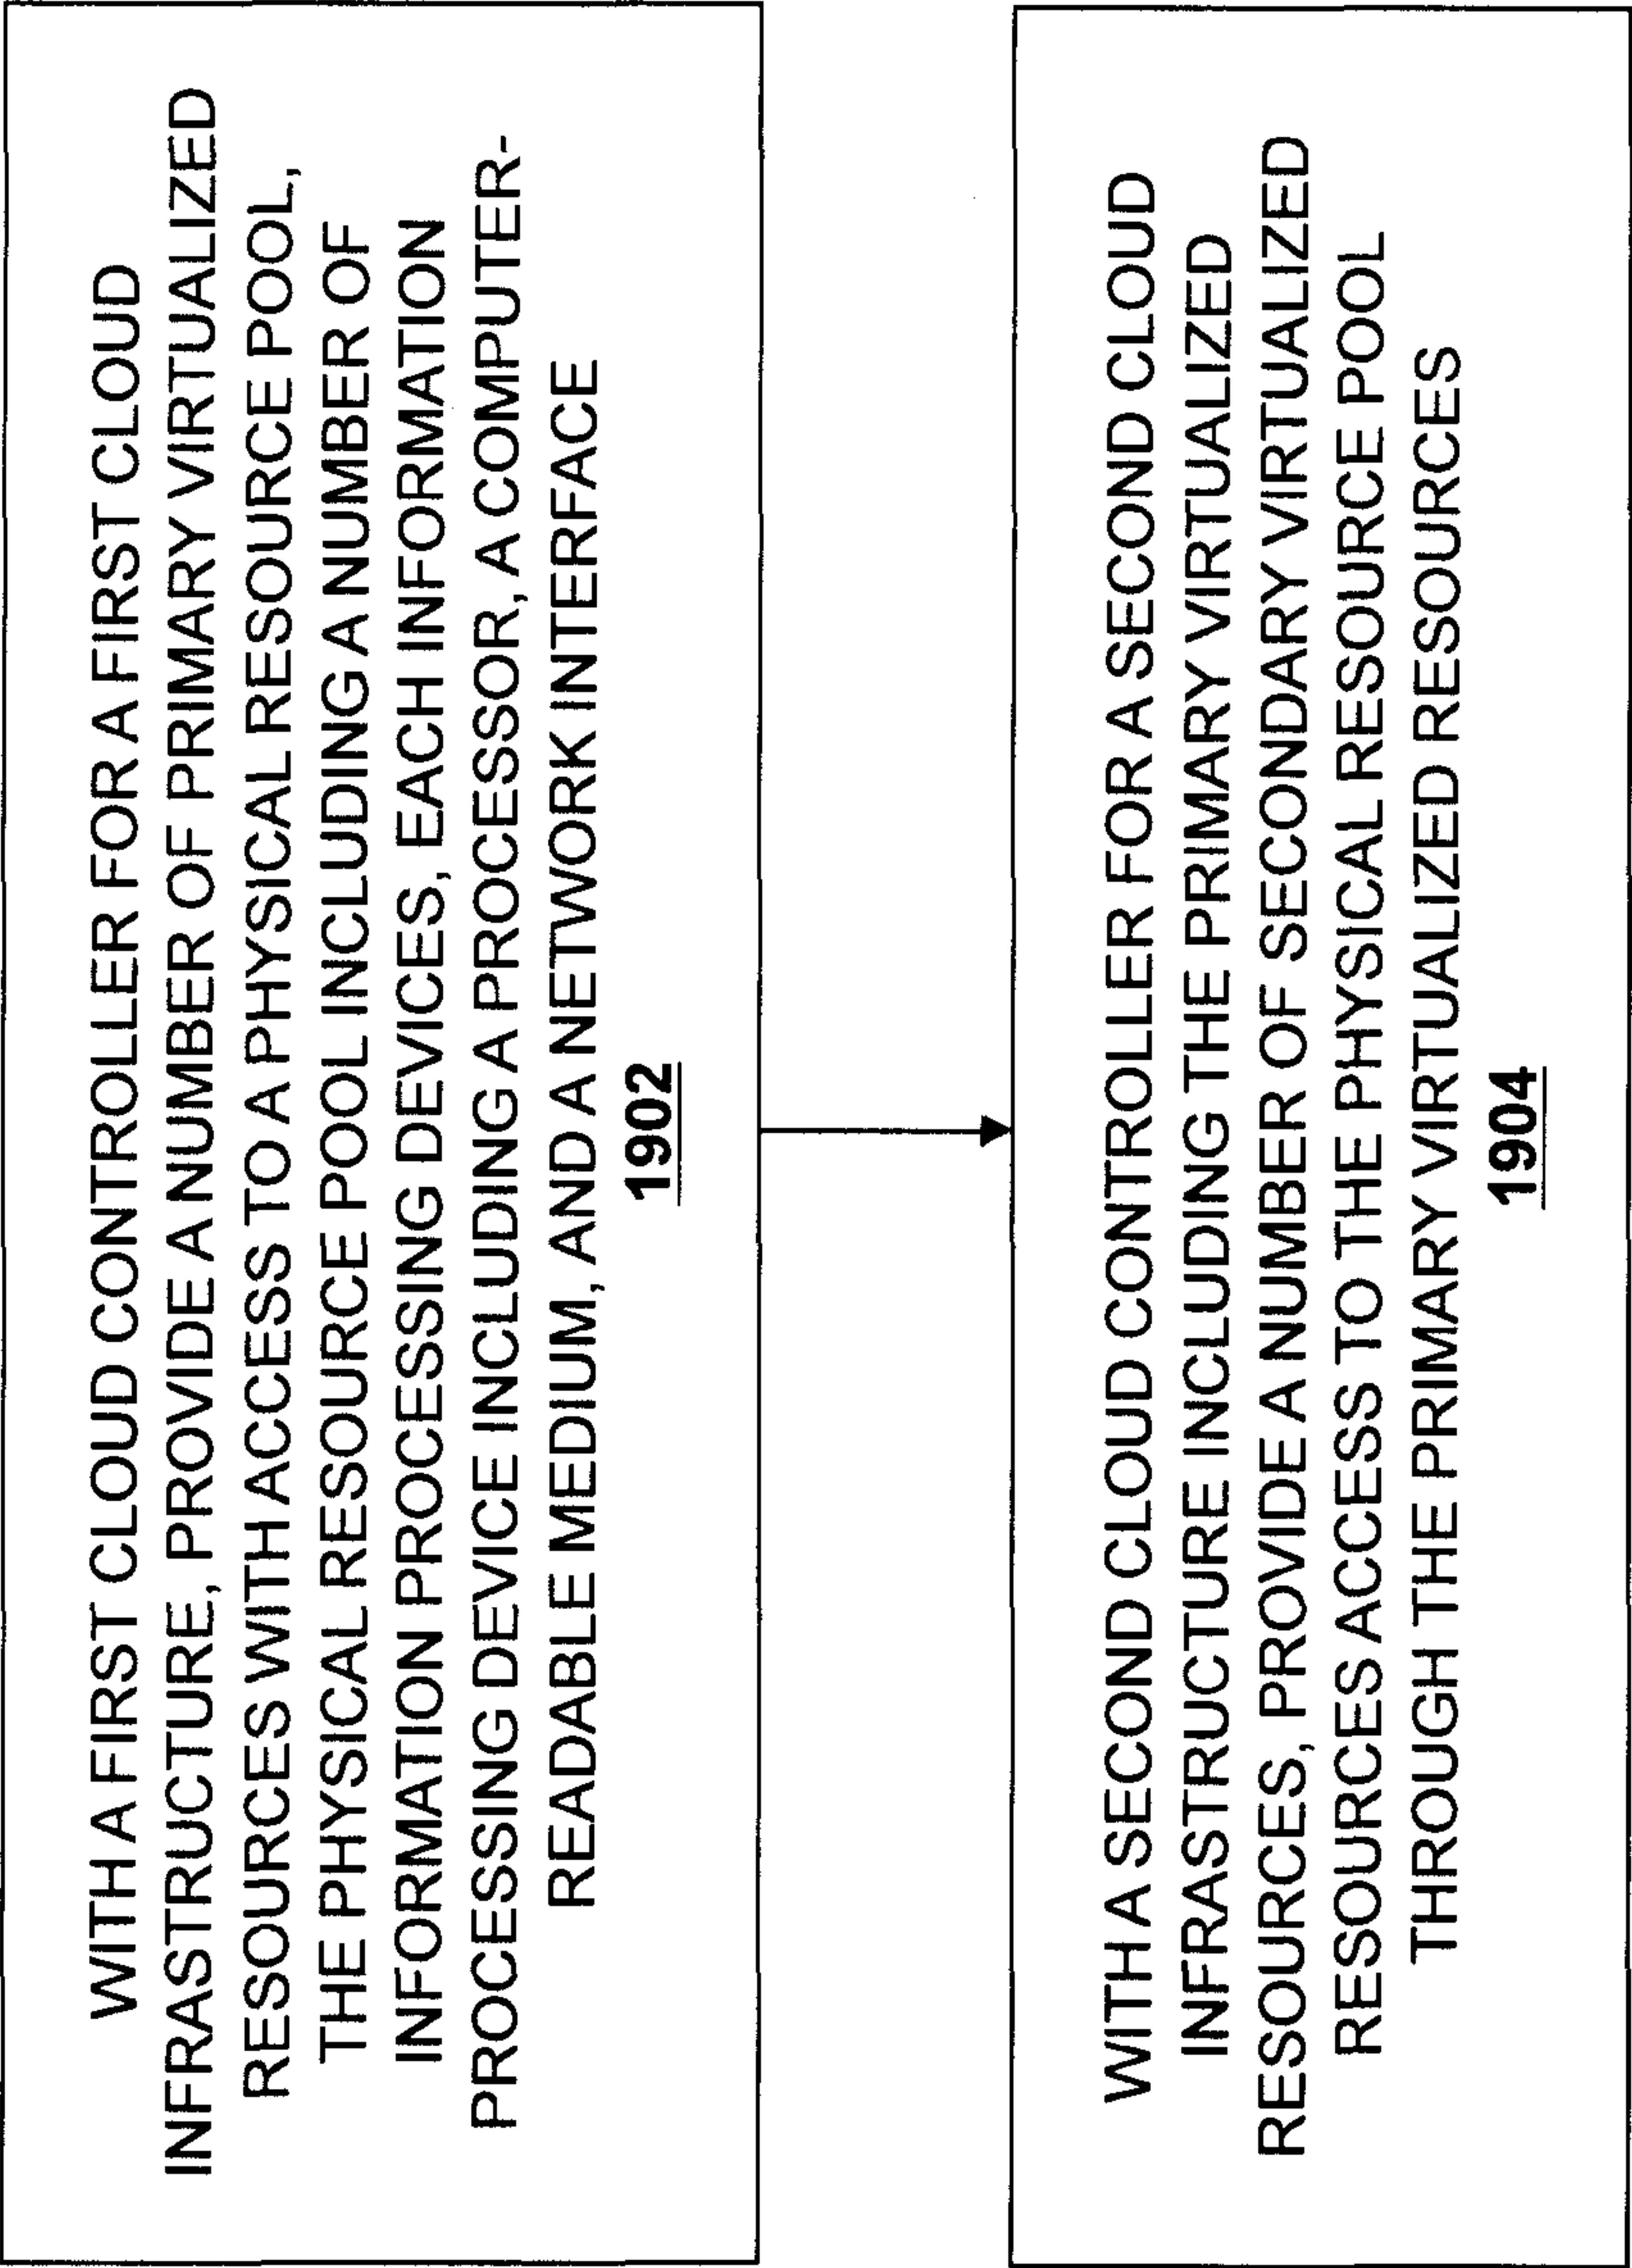 WITH A FIRST CLOUD CONTROLLER FOR A FIRST CLOUD
INFRASTRUCTURE, PROVIDE A NUMBER OF PRIMARY VIRTUALIZED
RESOURCES WITH ACCESS TO A PHYSICAL RESOURCE POOL,
THE PHYSICAL RESOURCE POOL INCLUDING A NUMBER OF
INFORMATION PROCESSING DEVICES, EACH INFORMATION
PROCESSING DEVICE INCLUDING A PROCESSOR, A COMPUTER-
READABLE MEDIUM, AND A NETWORK INTERFACE
1902
WITH A SECOND CLOUD CONTROLLER FOR A SECOND CLOUD
INFRASTRUCTURE INCLUDING THE PRIMARY VIRTUALIZED
RESOURCES, PROVIDE A NUMBER OF SECONDARY VIRTUALIZED
RESOURCES ACCESS TO THE PHYSICAL RESOURCE POOL
THROUGH THE PRIMARY VIRTUALIZED RESOURCES
1904